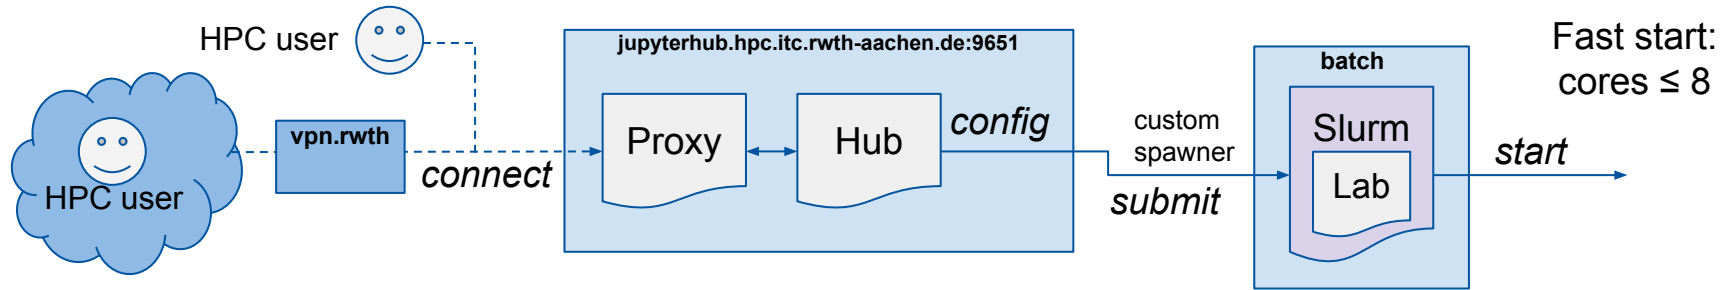 HPC user
HPC user
vpn.rwth
connect
jupyterhub.hpc.itc.rwth-aachen.de:9651
Proxy
Hub
config
custom
spawner
submit
batch
Slurm
Lab
start
Fast start:
cores ≤ 8